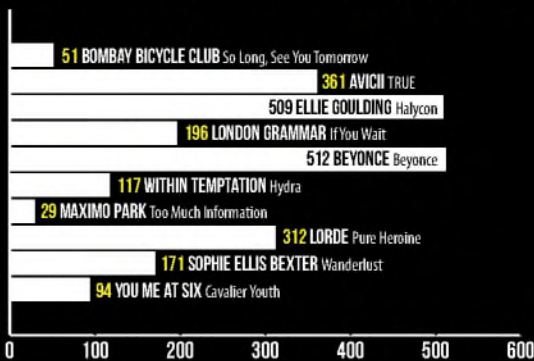 51 BOMBAY BICYCLE CLUB So Long, See You Tomorrow
361 AVICII TRUE
509 ELLIE GOULDING Halycon
196 LONDON GRAMMAR If You Wait
512 BEYONCE Beyonce
117 WITHIN TEMPTATION Hydra
29 MAXIMO PARK Too Much Information
312 LORDE Pure Heroine
171 SOPHIE ELLIS BEXTER Wanderlust
94 YOU ME AT SIX Cavalier Youth
0 100 200 300 400 500 600